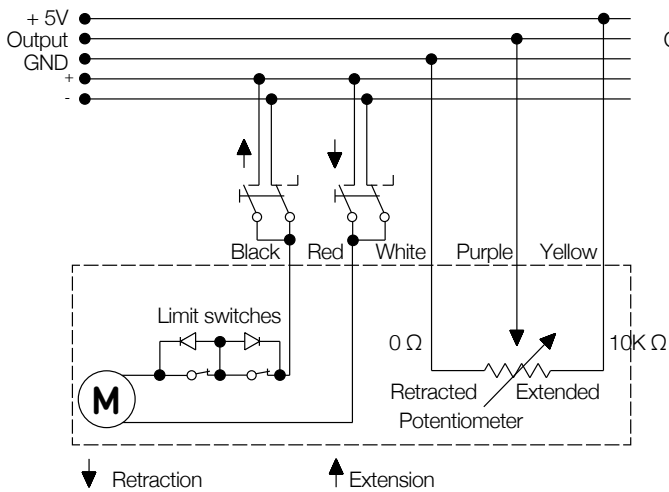 + 5V
Output
GND
+
-
Black Red White Purple Yellow
Limit switches
0 Ω
10K Ω
M
Retracted Extended
Potentiometer
Retraction
Extension